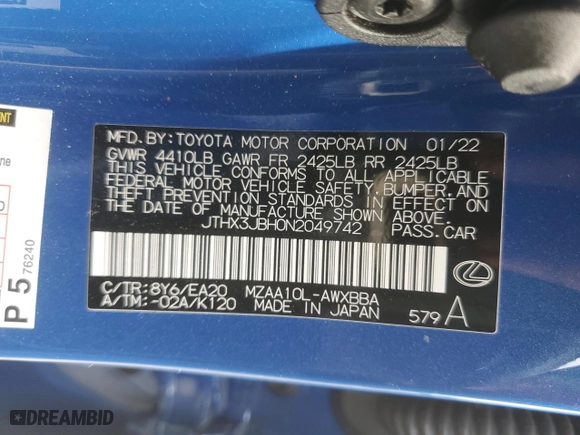 MFD. BY: TOYOTA MOTOR CORPORATION 01/22
GVWR 4410LB GAWR FR 2425LB RR 2425LB
THIS VEHICLE CONFORMS TO ALL APPLICABLE
FEDERAL MOTOR VEHICLE SAFETY, BUMPER, AND
THEFT PREVENTION STANDARDS IN EFFECT ON
THE DATE OF MANUFACTURE SHOWN ABOVE.
JTHX3JBH0N2049742 PASS. CAR
C/TR: 8Y6/EA20 MZAA10L-AWXBBA
A/TM: -02A/K120 MADE IN JAPAN
579 A
P 5 76240
DREAMBID